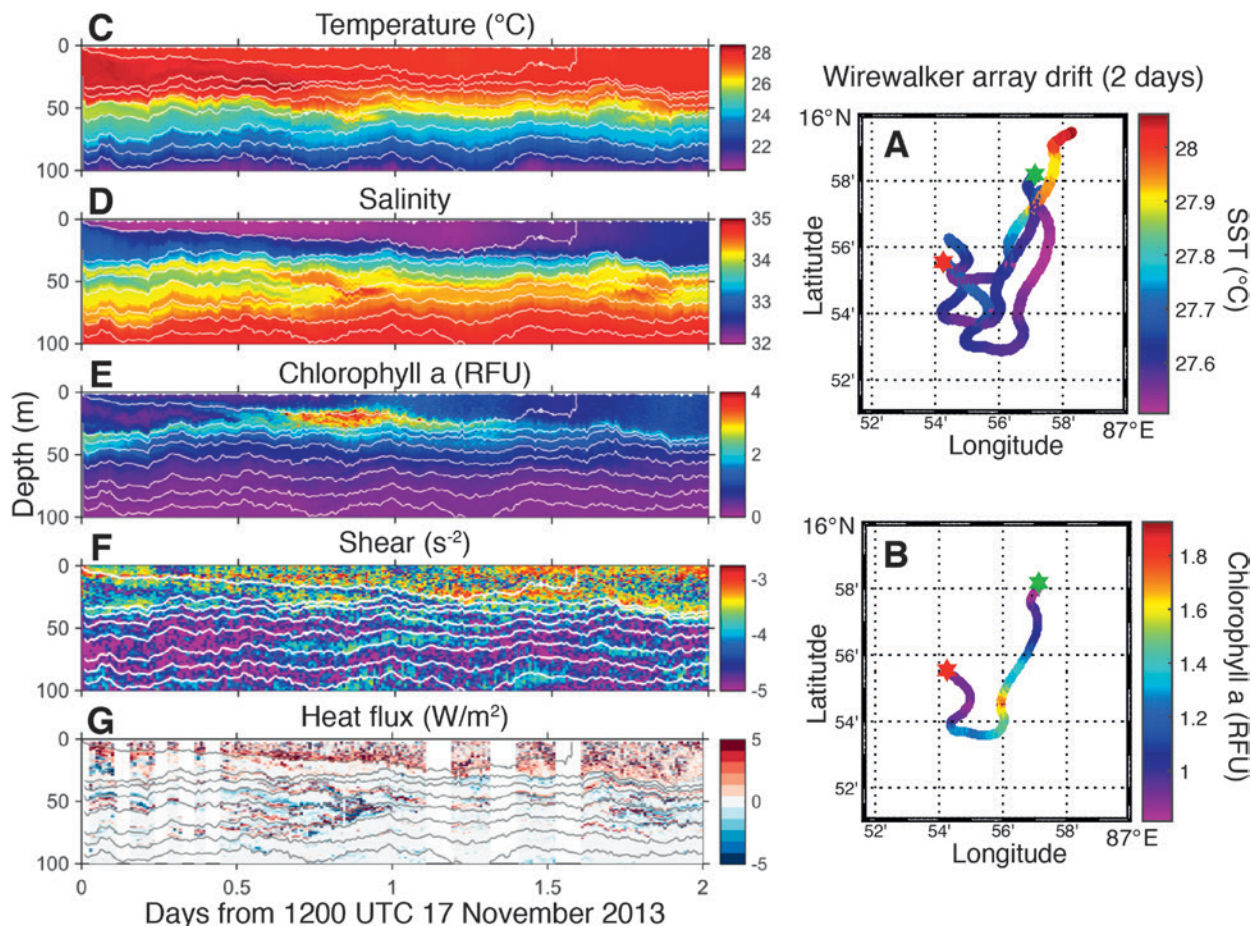 C Temperature (°C)
0
50
100
28
26
24
22
20
D Salinity
0
50
100
35
34
33
32
E Chlorophyll a (RFU)
0
50
100
4
2
0
Depth (m)
F Shear (s-2)
0
50
100
-3
-4
-5
G Heat flux (W/m²)
0
50
100
5
0
-5
0 0.5 1 1.5 2
Days from 1200 UTC 17 November 2013
Wirewalker array drift (2 days)
A
16°N
58'
56'
54'
52'
Latitude
52' 54' 56' 58' 87°E
Longitude
28
27.9
27.8
27.7
27.6
SST (°C)
B
16°N
58'
56'
54'
52'
Latitutde
52' 54' 56' 58' 87°E
Longitude
1.8
1.6
1.4
1.2
1
Chlorophyll a (RFU)